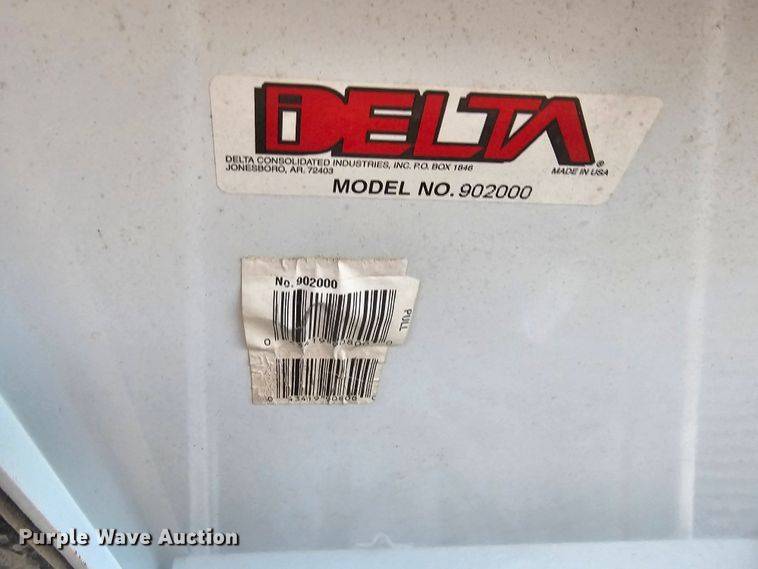 DELTA
®
DELTA CONSOLIDATED INDUSTRIES, INC. P.O. BOX 1846
JONESBORO, AR. 72403
MADE IN USA
MODEL NO. 902000
No. 902000
PULL
Purple Wave Auction